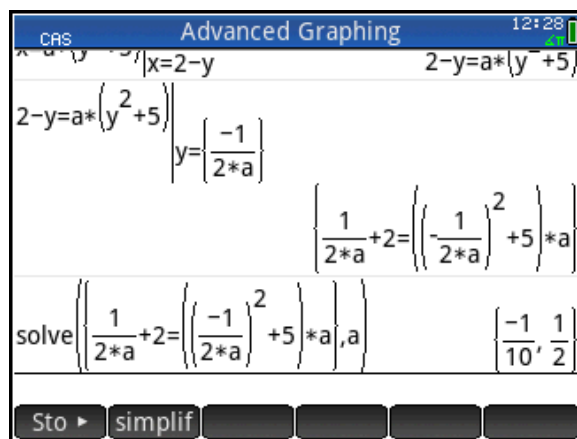 CAS Advanced Graphing 12:28
∡π
|x=2−y 2−y=a*(y²+5)
2−y=a*(y²+5)|y={−1/(2*a)}
{1/(2*a)+2=((−1/(2*a))²+5)*a}
solve({1/(2*a)+2=((−1/(2*a))²+5)*a},a) {−1/10, 1/2}
Sto ▸ simplif